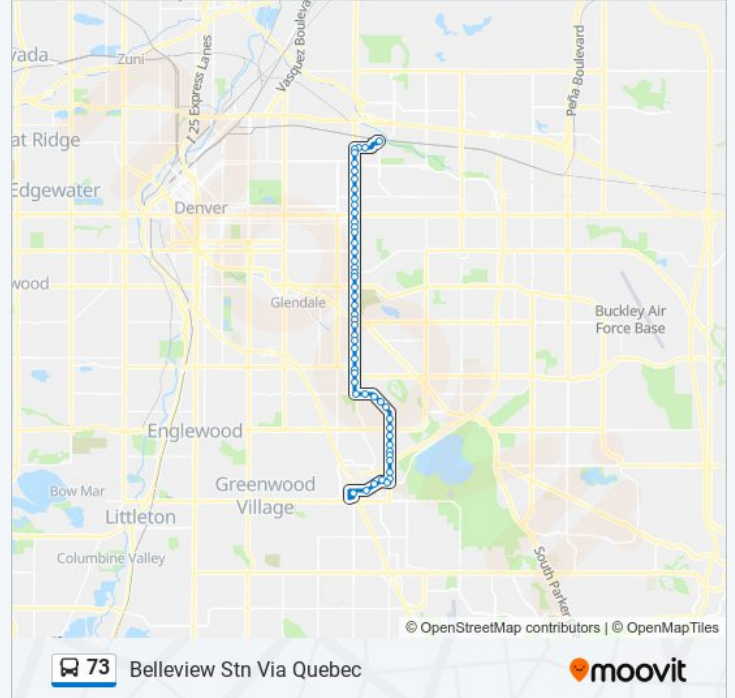 vada
Zuni
I 25 Express Lanes
Vasquez Bouleva
Peña Boulevard
at Ridge
Edgewater
Denver
wood
Glendale
Buckley Air
Force Base
Englewood
Greenwood
Village
Bow Mar
Littleton
Columbine Valley
South Parker
© OpenStreetMap contributors | © OpenMapTiles
73 Belleview Stn Via Quebec
moovit